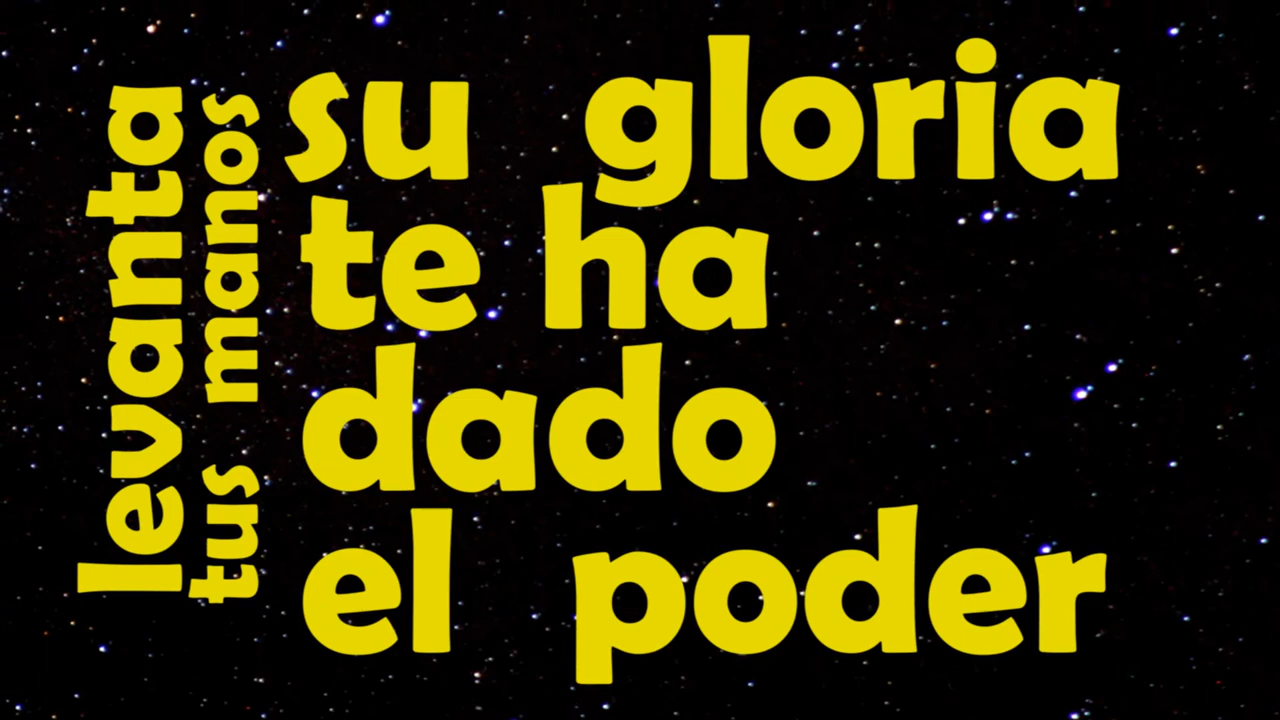 levanta
tus manos
su gloria
te ha
dado
el poder